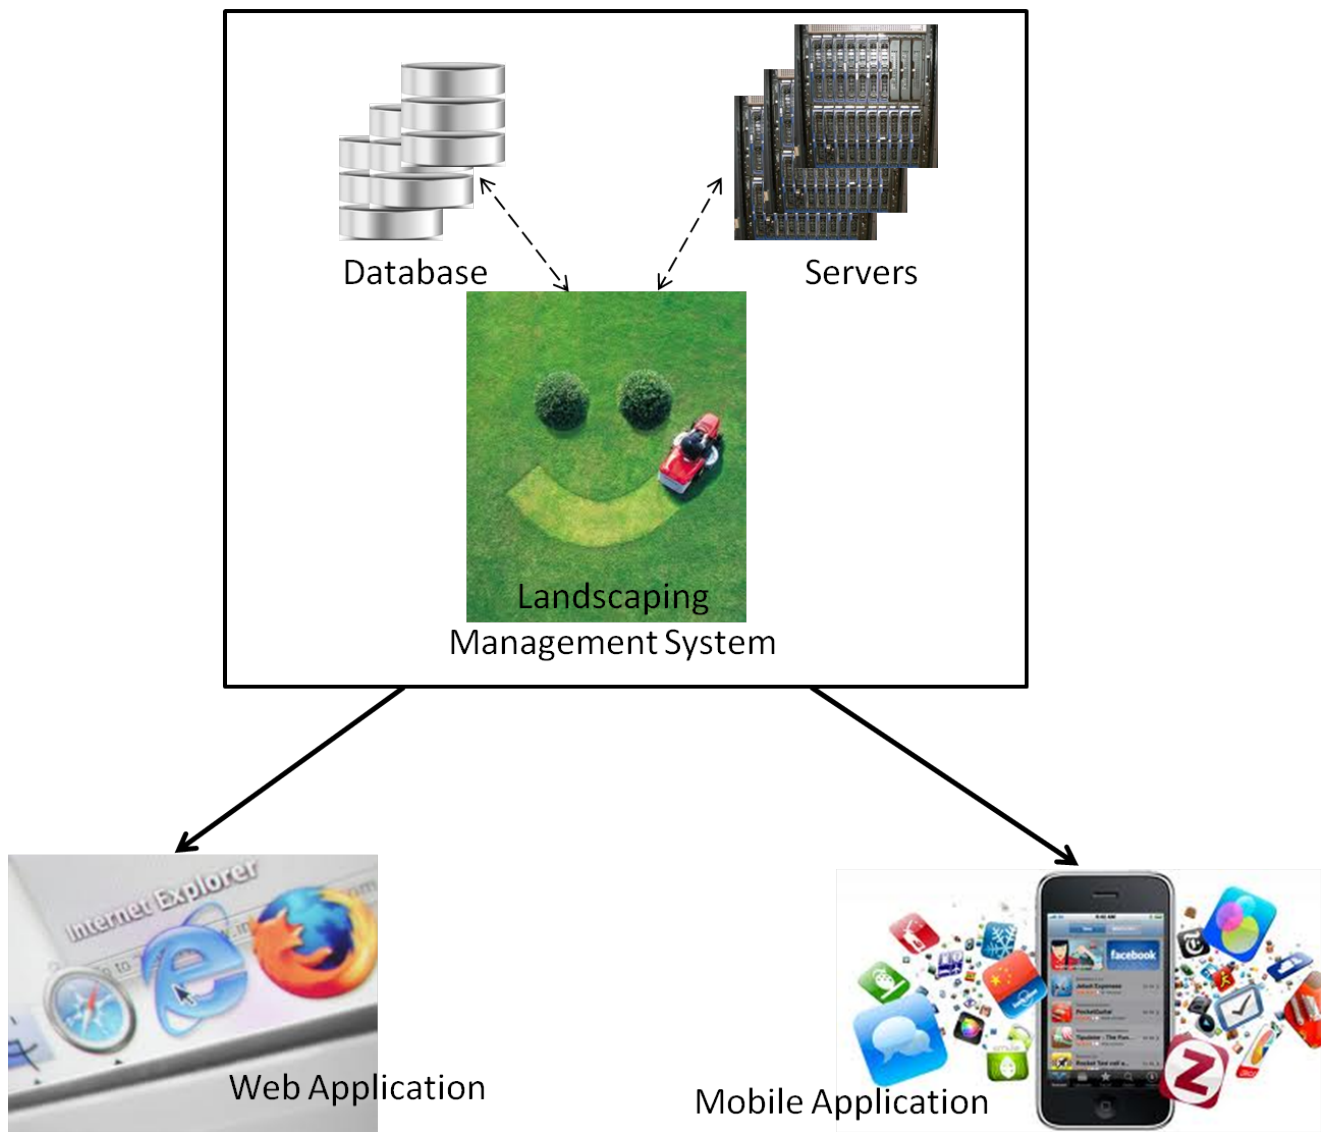 Database
Servers
Landscaping
Management System
Internet Explorer
facebook
Web Application
Mobile Application